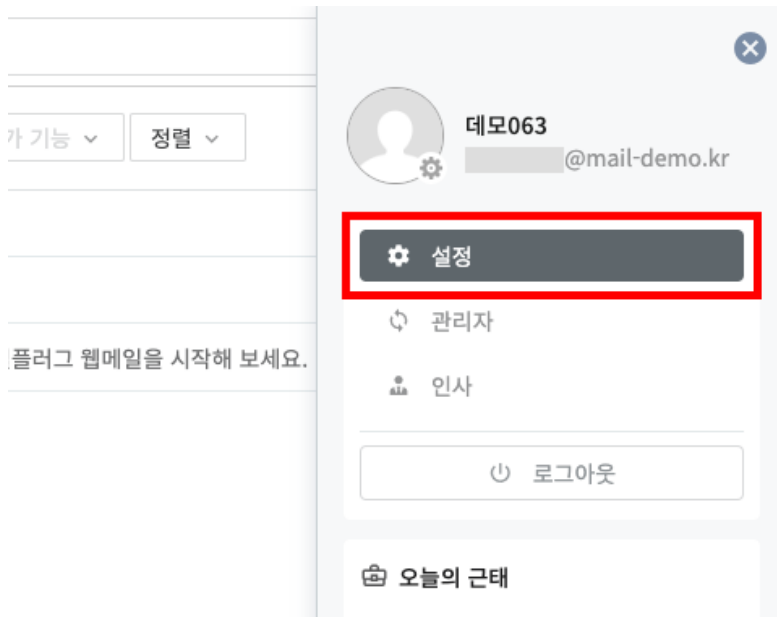 데모063
@mail-demo.kr
가 기능
정렬
설정
관리자
플러그 웹메일을 시작해 보세요.
인사
로그아웃
오늘의 근태